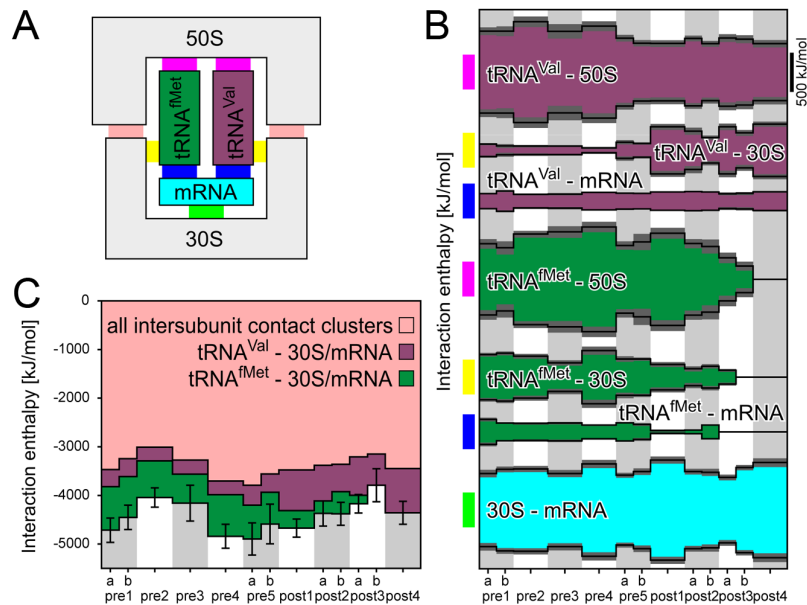 A
50S
tRNA^fMet
tRNA^Val
mRNA
30S
B
Interaction enthalpy [kJ/mol]
500 kJ/mol
tRNA^Val - 50S
tRNA^Val - 30S
tRNA^Val - mRNA
tRNA^fMet - 50S
tRNA^fMet - 30S
tRNA^fMet - mRNA
30S - mRNA
a b a b a b a b
pre1 pre2 pre3 pre4 pre5 post1 post2 post3 post4
C
Interaction enthalpy [kJ/mol]
0
-1000
-2000
-3000
-4000
-5000
all intersubunit contact clusters
tRNA^Val - 30S/mRNA
tRNA^fMet - 30S/mRNA
a b a b a b a b
pre1 pre2 pre3 pre4 pre5 post1 post2 post3 post4